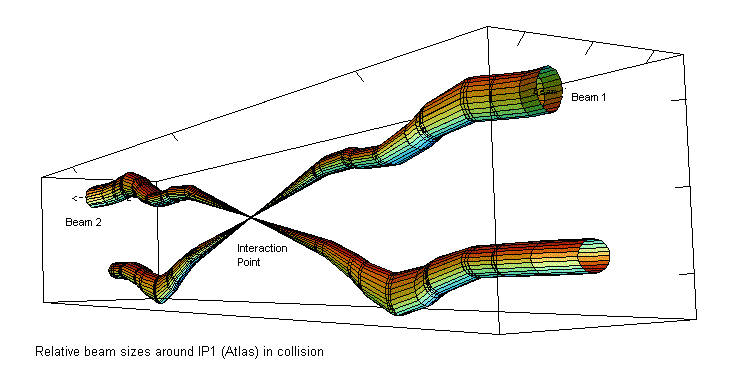 Beam 1
Beam 2
Interaction
Point
Relative beam sizes around IP1 (Atlas) in collision